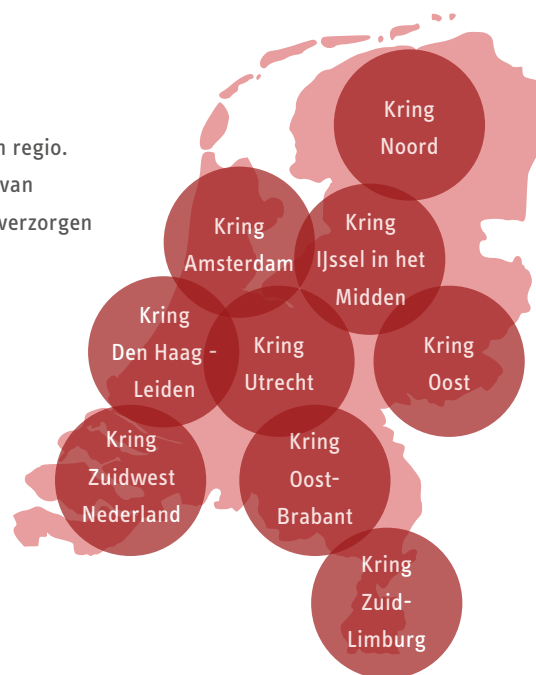 n regio.
van
verzorgen
Kring
Noord
Kring
Amsterdam
Kring
IJssel in het
Midden
Kring
Den Haag -
Leiden
Kring
Utrecht
Kring
Oost
Kring
Zuidwest
Nederland
Kring
Oost-
Brabant
Kring
Zuid-
Limburg